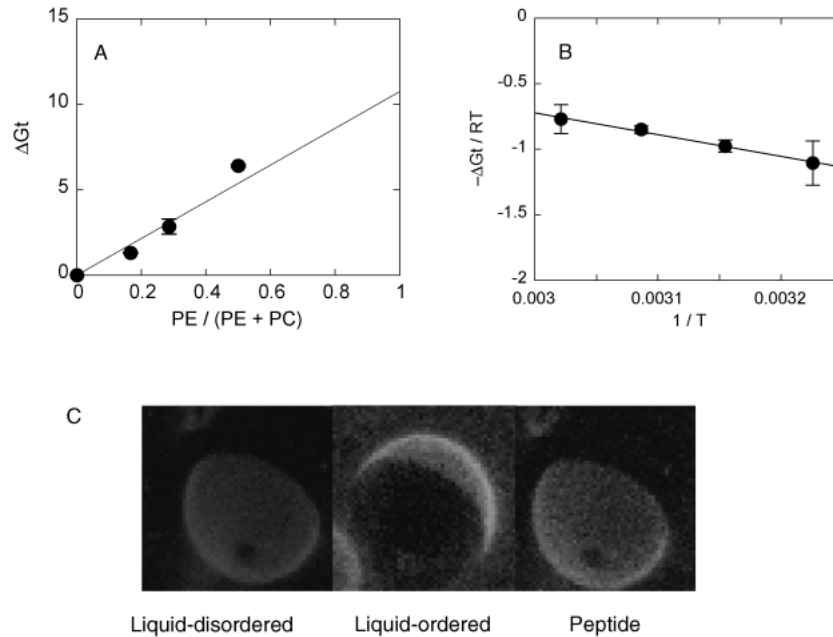 A
ΔGt
15
10
5
0
0 0.2 0.4 0.6 0.8 1
PE / (PE + PC)
B
−ΔGt / RT
0
-0.5
-1
-1.5
-2
0.003 0.0031 0.0032
1 / T
C
Liquid-disordered Liquid-ordered Peptide